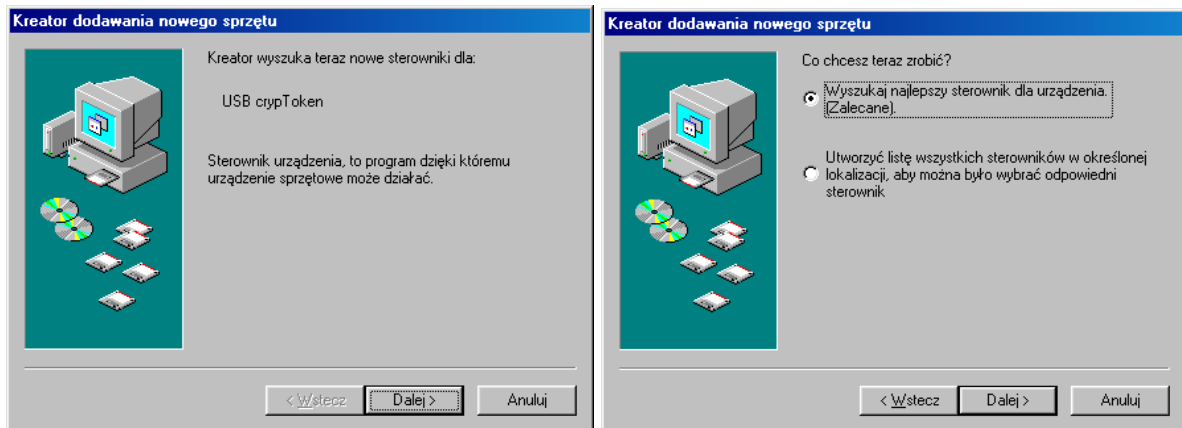 Kreator dodawania nowego sprzętu
Kreator wyszuka teraz nowe sterowniki dla:
USB crypToken
Sterownik urządzenia, to program dzięki któremu
urządzenie sprzętowe może działać.
< Wstecz
Dalej >
Anuluj
Kreator dodawania nowego sprzętu
Co chcesz teraz zrobić?
Wyszukaj najlepszy sterownik dla urządzenia.
(Zalecane).
Utworzyć listę wszystkich sterowników w określonej
lokalizacji, aby można było wybrać odpowiedni
sterownik
< Wstecz
Dalej >
Anuluj